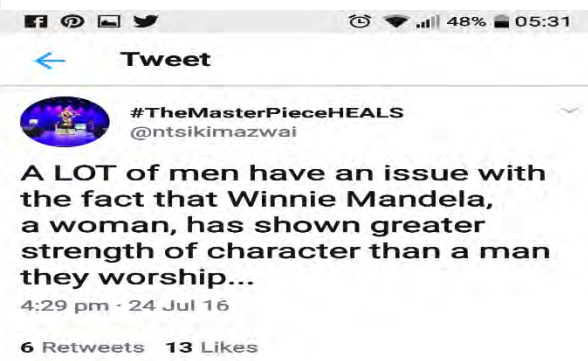 48% 05:31
Tweet
#TheMasterPieceHEALS
@ntsikimazwai
A LOT of men have an issue with
the fact that Winnie Mandela,
a woman, has shown greater
strength of character than a man
they worship...
4:29 pm · 24 Jul 16
6 Retweets 13 Likes